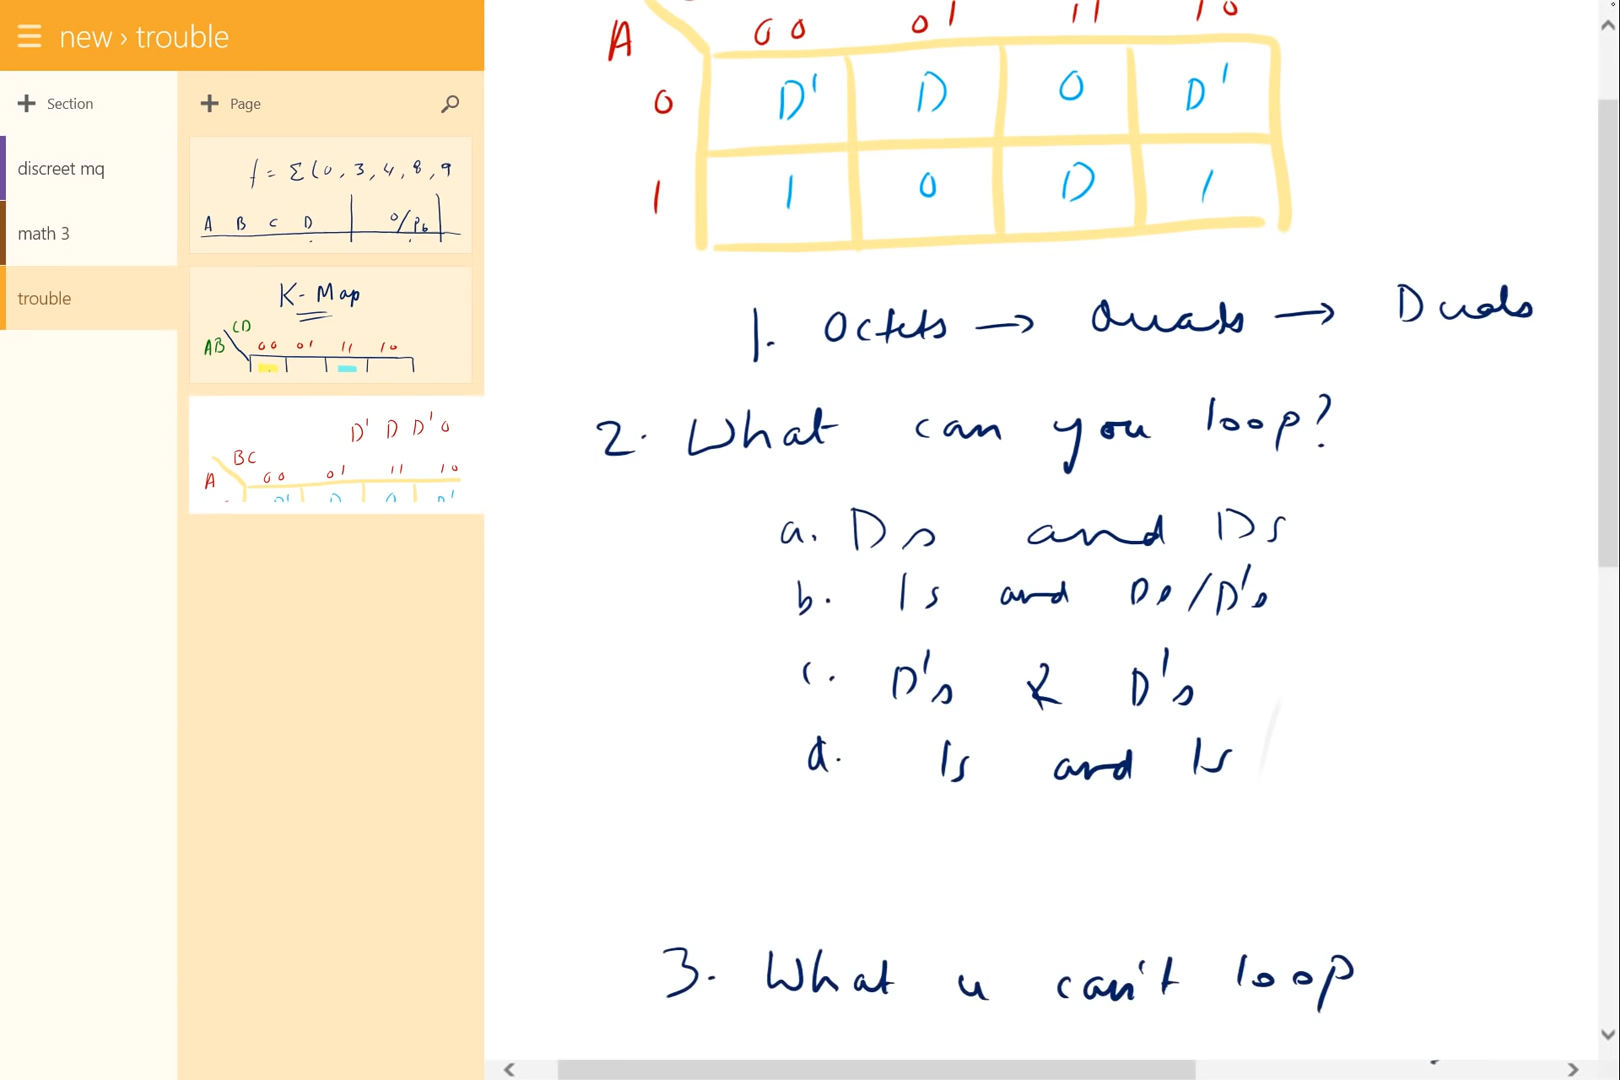 new › trouble
Section
Page
discreet mq
math 3
trouble
f = Σ(0, 3, 4, 8, 9
A B C D
K-Map
CD
AB 00 01 11 10
D' D D' 0
BC
A 00 01 11 10
D' D 0 D'
A 00 01 11 10
0 D' D 0 D'
1 1 0 D 1
1. Octets → Quads → Duals
2. What can you loop?
a. Ds and Ds
b. 1s and Ds/D's
c. D's & D's
d. 1s and 1s
3. What u can't loop